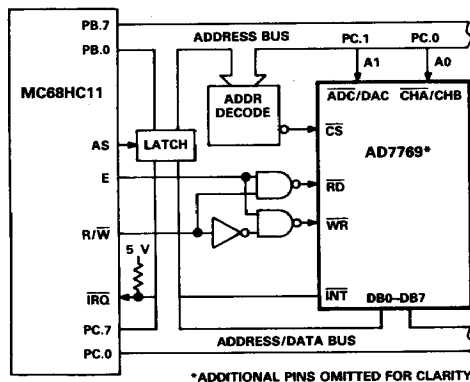 PB.7
PB.0
ADDRESS BUS
PC.1
PC.0
A1
A0
MC68HC11
ADDR
DECODE
ADC/DAC
CHA/CHB
CS
AD7769*
AS
LATCH
E
RD
WR
R/W
5 V
IRQ
INT
DB0–DB7
PC.7
ADDRESS/DATA BUS
PC.0
*ADDITIONAL PINS OMITTED FOR CLARITY